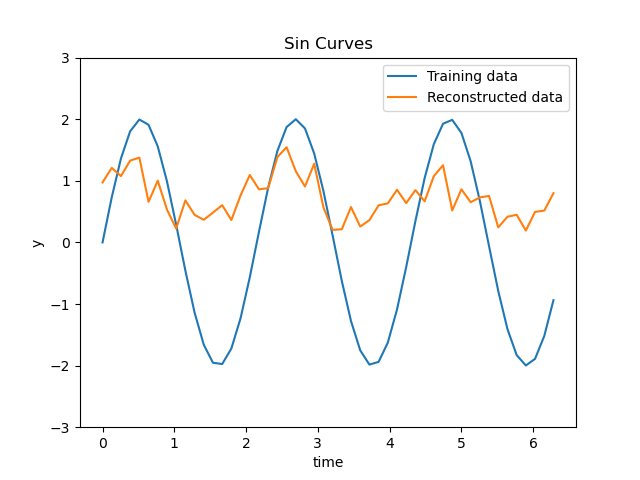 Sin Curves
Training data
Reconstructed data
3
2
1
0
−1
−2
−3
y
0 1 2 3 4 5 6
time